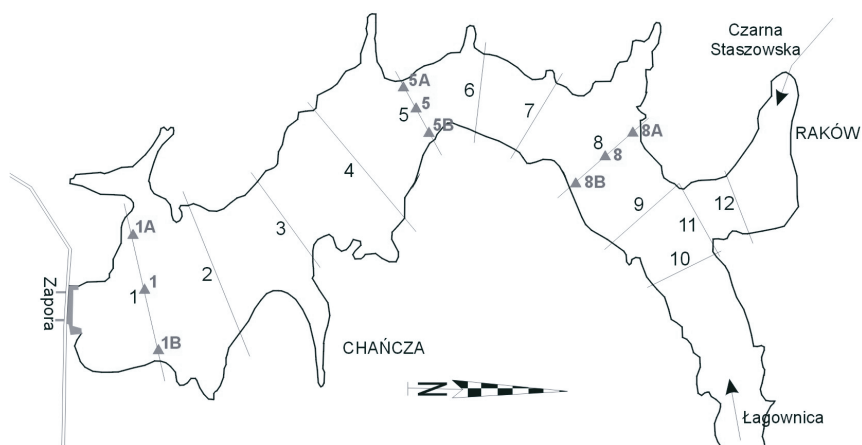 Czarna
Staszowska
RAKÓW
5A
5
5
5B
6
7
8
8A
8
8B
4
3
9
11
12
10
1A
1
1
2
1B
Zapora
CHAŃCZA
N
Łagownica